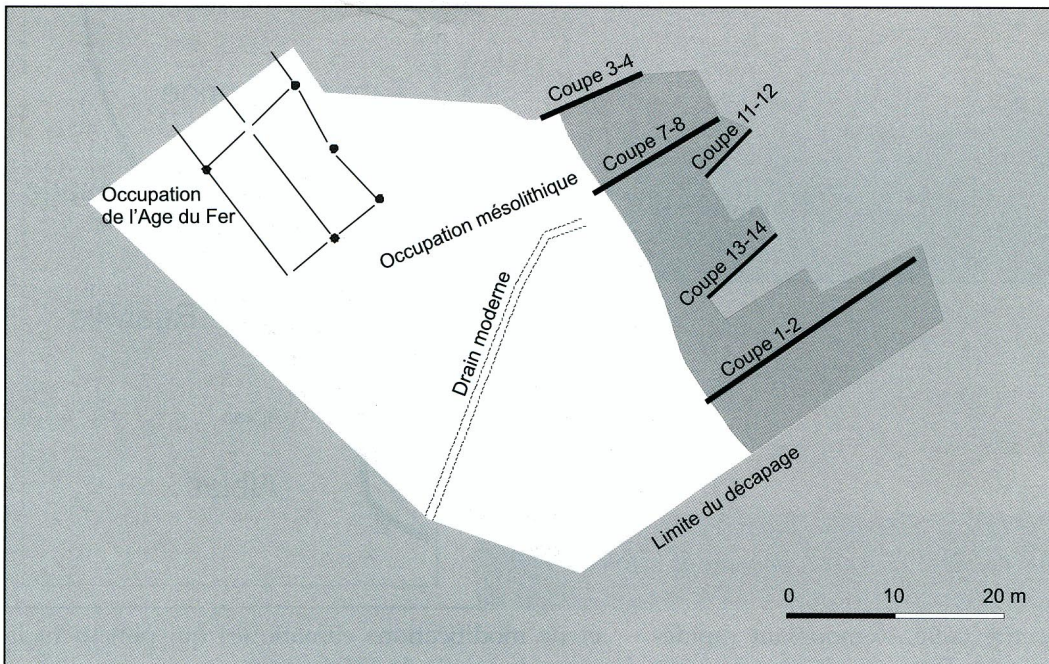 Coupe 3-4
Coupe 11-12
Coupe 7-8
Occupation
de l'Age du Fer
Occupation mésolithique
Coupe 13-14
Drain moderne
Coupe 1-2
Limite du décapage
0 10 20 m